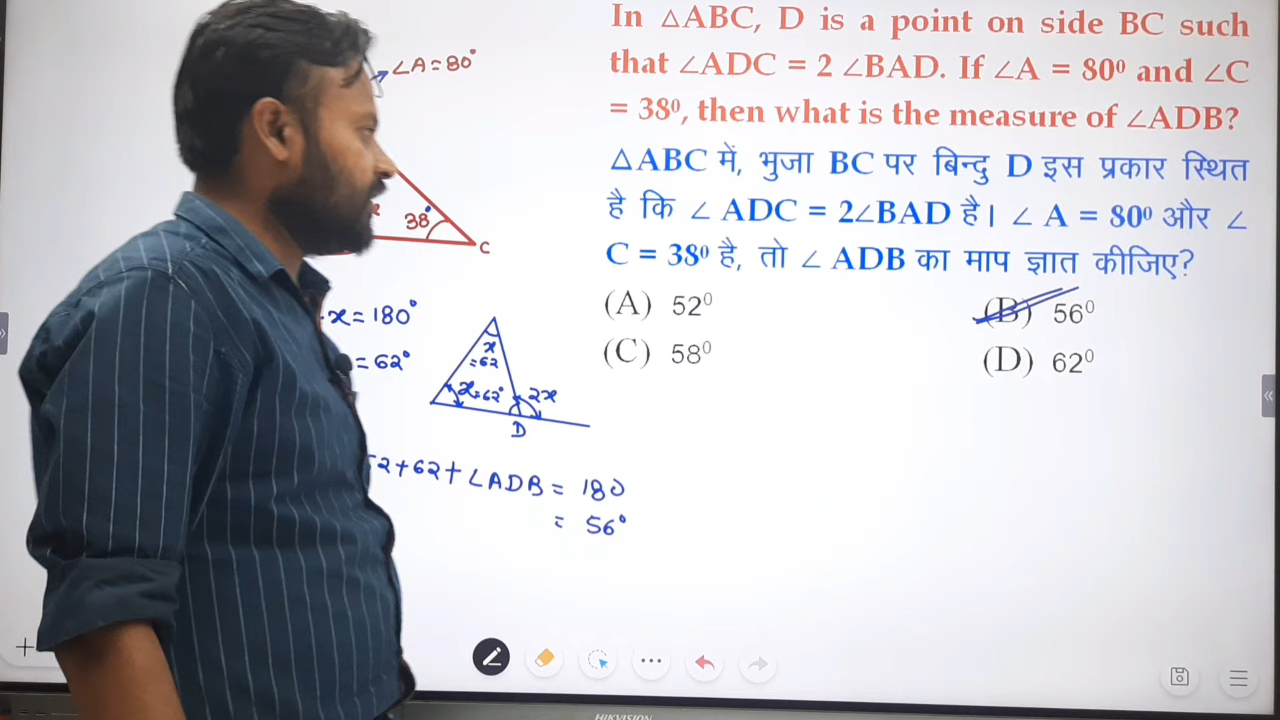 In △ABC, D is a point on side BC such
that ∠ADC = 2 ∠BAD. If ∠A = 80⁰ and ∠C
= 38⁰, then what is the measure of ∠ADB?
△ABC में, भुजा BC पर बिन्दु D इस प्रकार स्थित
है कि ∠ ADC = 2∠BAD है। ∠ A = 80⁰ और ∠
C = 38⁰ है, तो ∠ ADB का माप ज्ञात कीजिए?
(A) 52⁰
(B) 56⁰
(C) 58⁰
(D) 62⁰
∠A = 80°
38°
C
x = 180°
= 62°
x
= 62
x = 62°
2x
D
2 + 62 + ∠ADB = 180
= 56°
HIKVISION